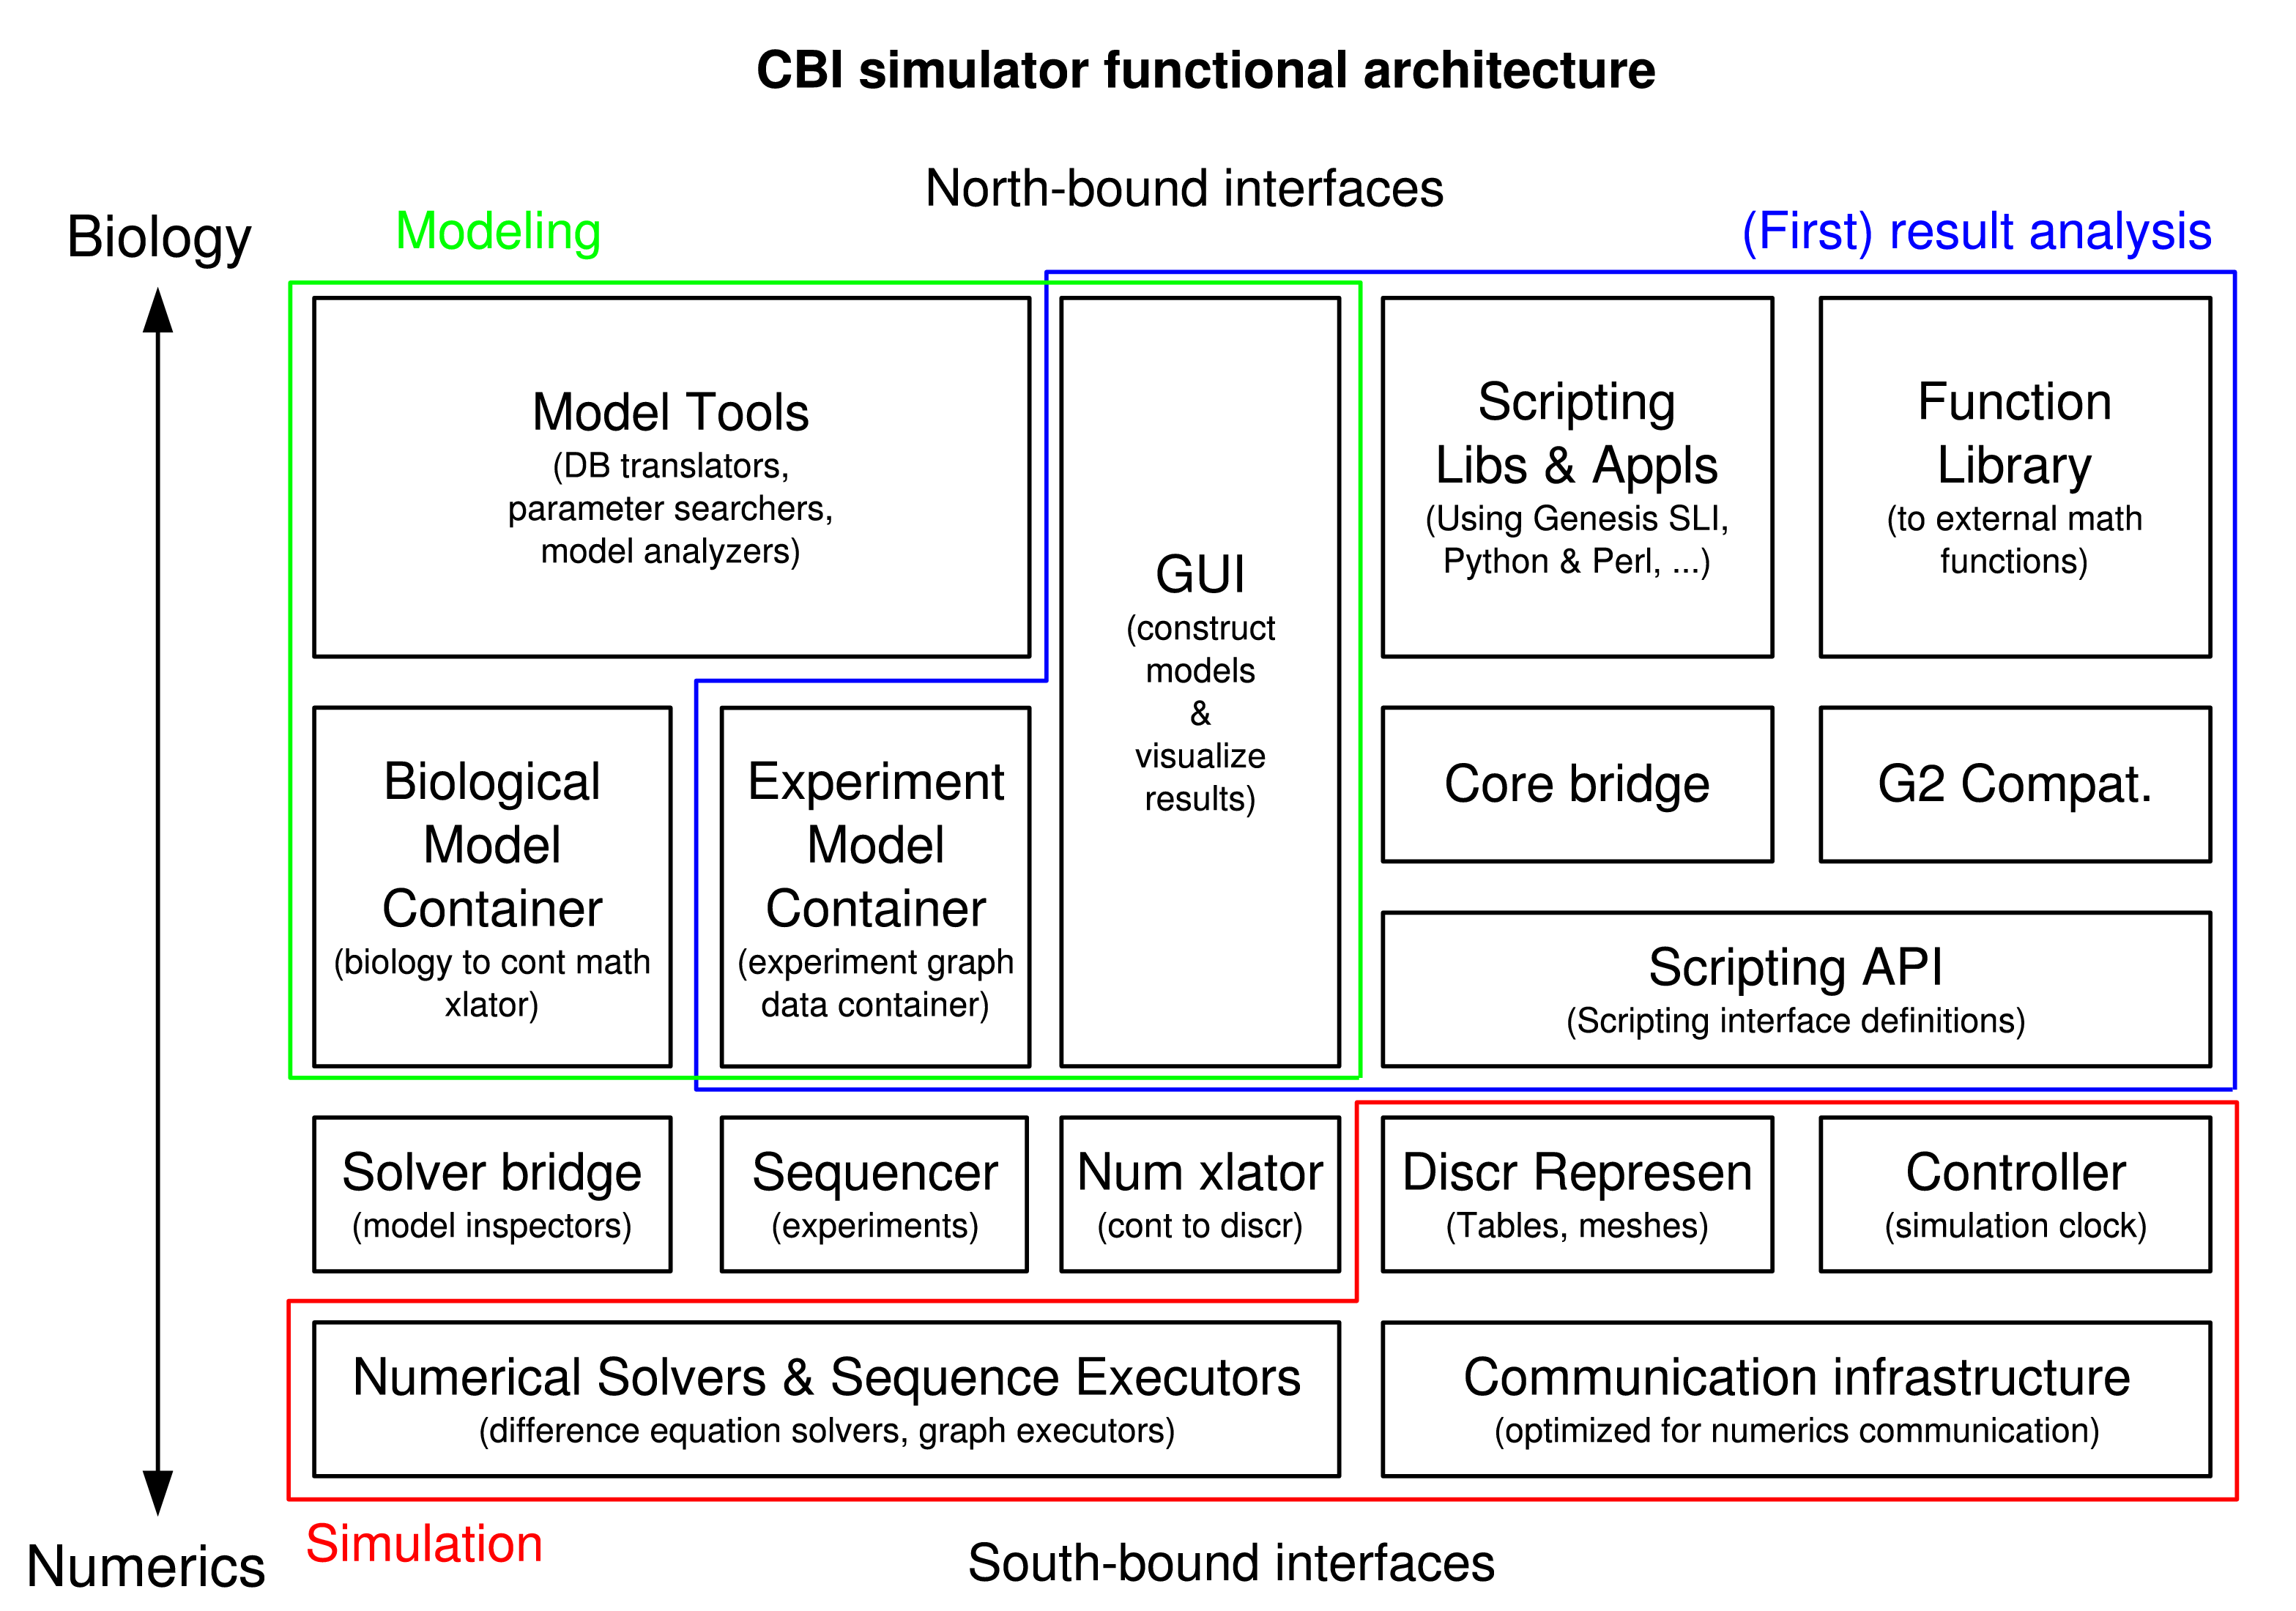 CBI simulator functional architecture
North-bound interfaces
Biology
Modeling
(First) result analysis
Model Tools
(DB translators,
parameter searchers,
model analyzers)
GUI
(construct
models
&
visualize
results)
Scripting
Libs & Appls
(Using Genesis SLI,
Python & Perl, ...)
Function
Library
(to external math
functions)
Biological
Model
Container
(biology to cont math
xlator)
Experiment
Model
Container
(experiment graph
data container)
Core bridge
G2 Compat.
Scripting API
(Scripting interface definitions)
Solver bridge
(model inspectors)
Sequencer
(experiments)
Num xlator
(cont to discr)
Discr Represen
(Tables, meshes)
Controller
(simulation clock)
Numerical Solvers & Sequence Executors
(difference equation solvers, graph executors)
Communication infrastructure
(optimized for numerics communication)
Simulation
Numerics
South-bound interfaces